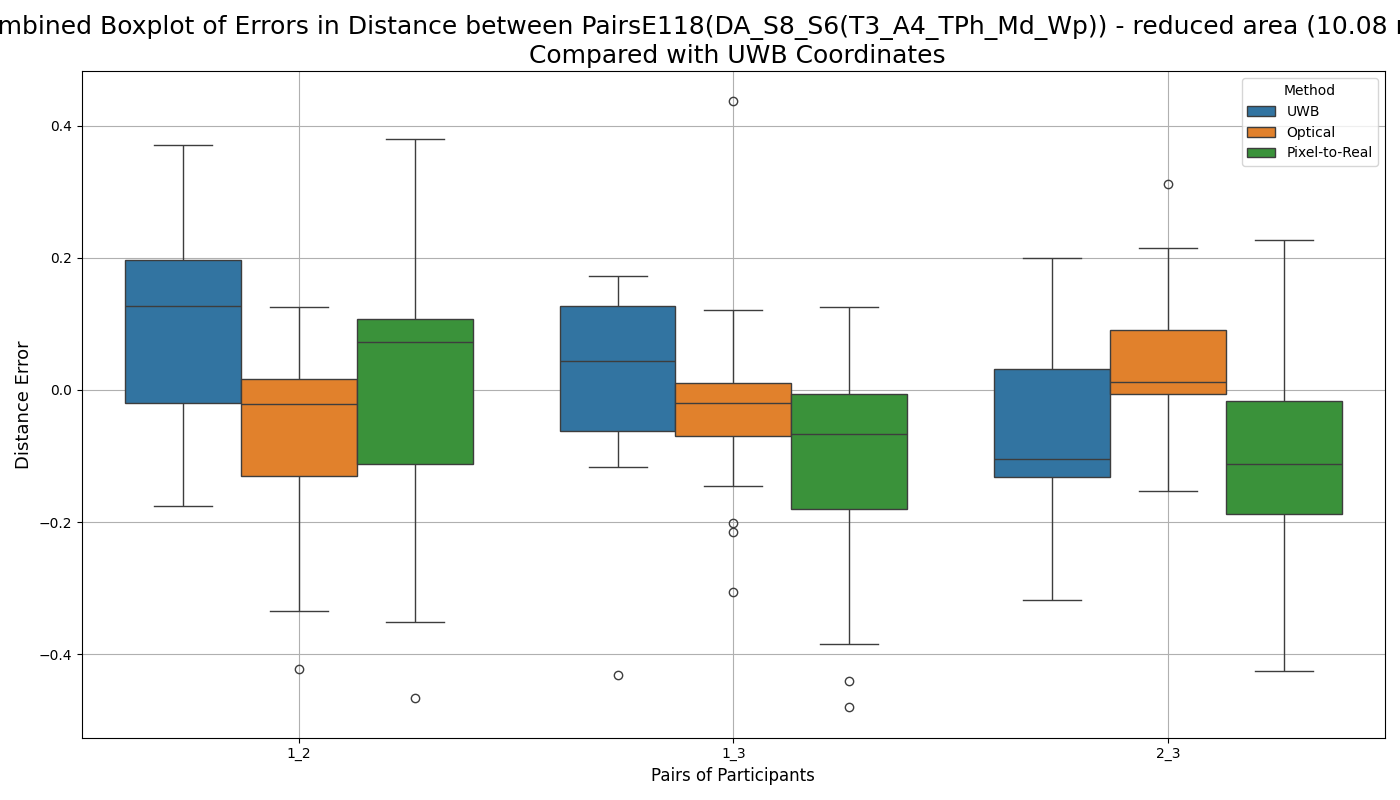 mbined Boxplot of Errors in Distance between PairsE118(DA_S8_S6(T3_A4_TPh_Md_Wp)) - reduced area (10.08
Compared with UWB Coordinates
Method
UWB
Optical
Pixel-to-Real
Distance Error
0.4
0.2
0.0
−0.2
−0.4
1_2
1_3
2_3
Pairs of Participants